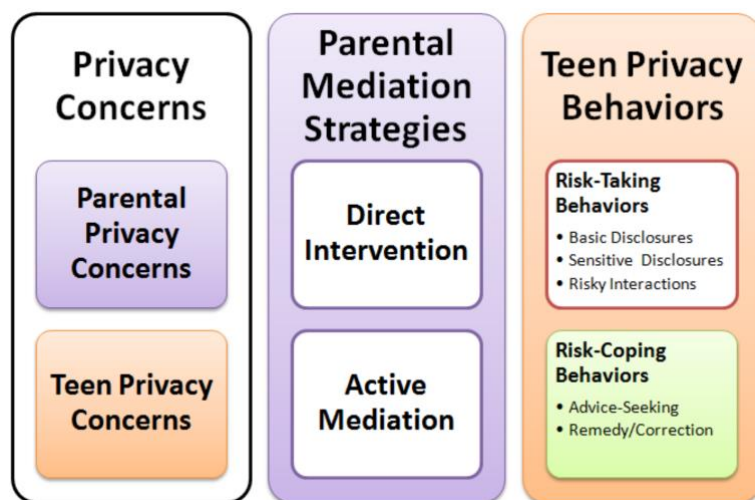 Privacy
Concerns
Parental
Privacy
Concerns
Teen Privacy
Concerns
Parental
Mediation
Strategies
Direct
Intervention
Active
Mediation
Teen Privacy
Behaviors
Risk-Taking
Behaviors
• Basic Disclosures
• Sensitive Disclosures
• Risky Interactions
Risk-Coping
Behaviors
• Advice-Seeking
• Remedy/Correction